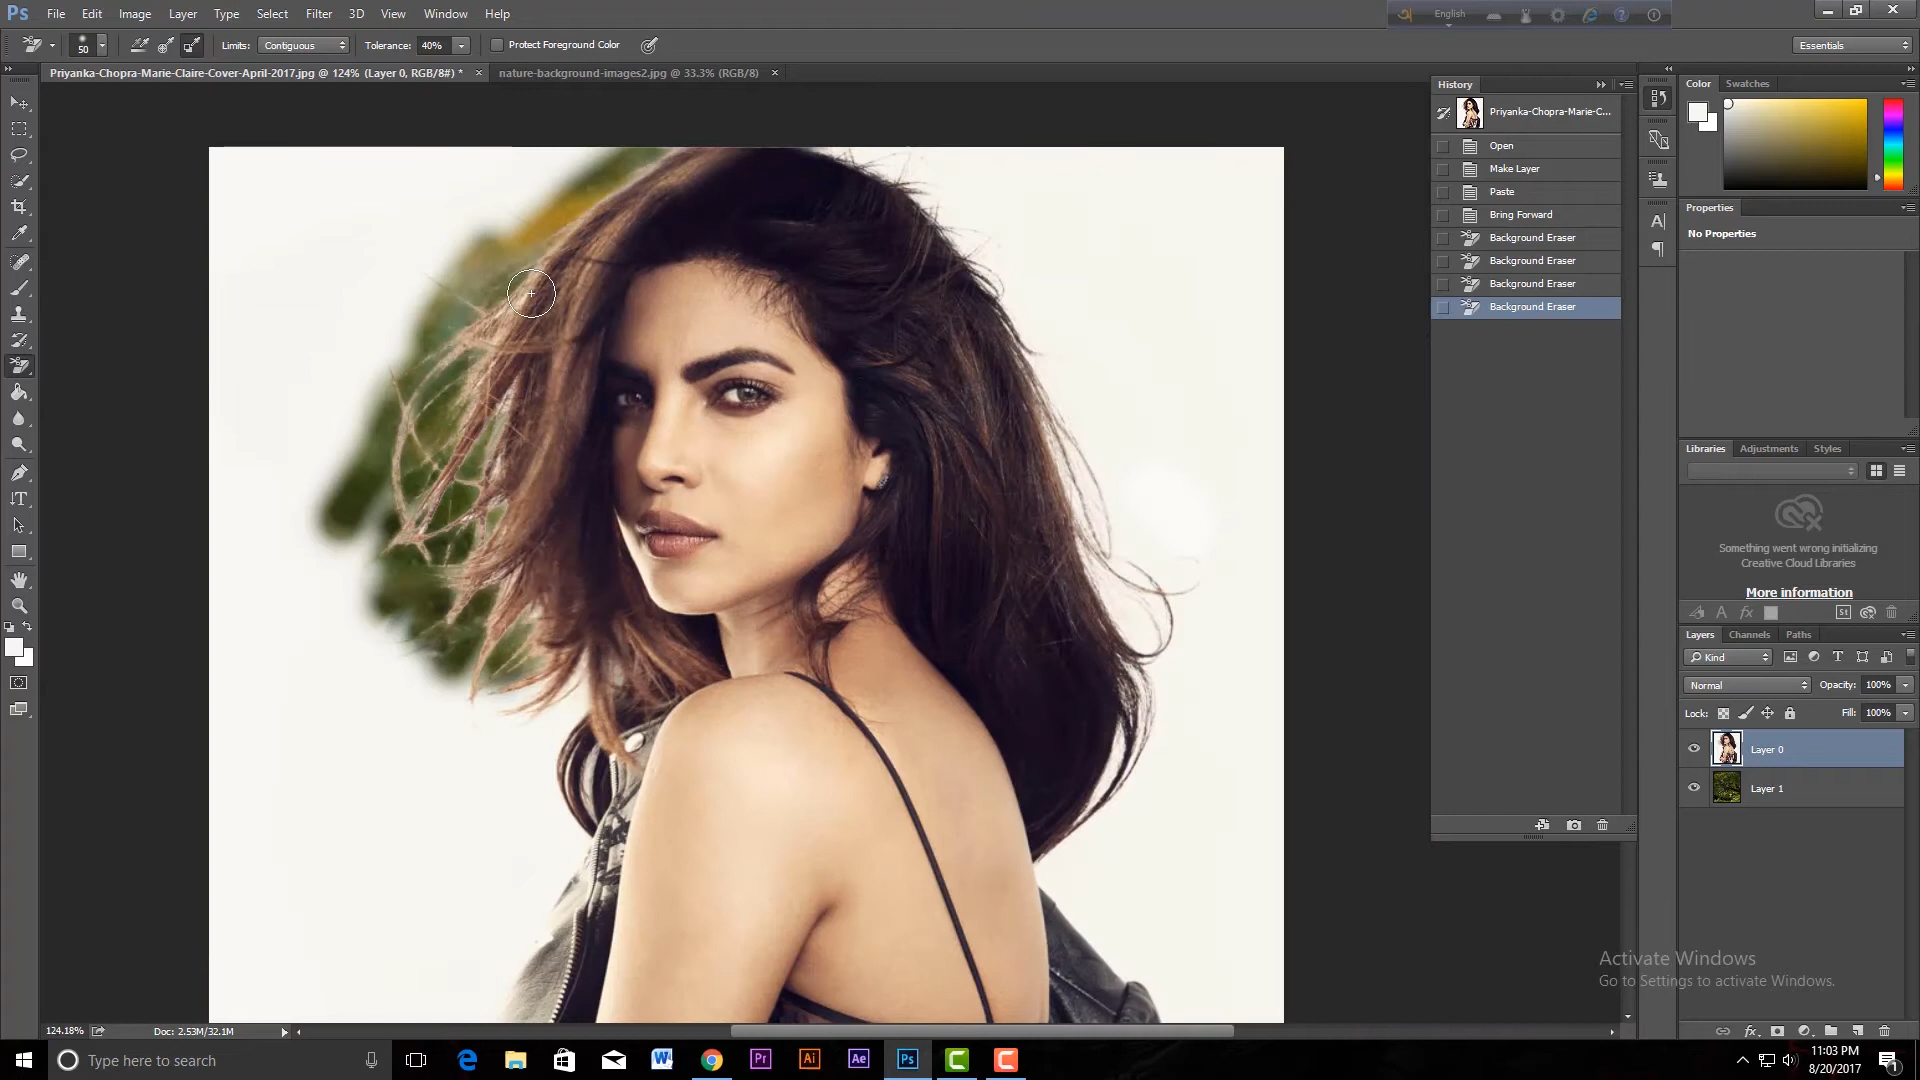 Ps File Edit Image Layer Type Select Filter 3D View Window Help
English
50 Limits: Contiguous Tolerance: 40% Protect Foreground Color Essentials
Priyanka-Chopra-Marie-Claire-Cover-April-2017.jpg @ 124% (Layer 0, RGB/8#) * × nature-background-images2.jpg @ 33.3% (RGB/8) ×
History
Priyanka-Chopra-Marie-C...
Open
Make Layer
Paste
Bring Forward
Background Eraser
Background Eraser
Background Eraser
Background Eraser
Color Swatches
Properties
No Properties
Libraries Adjustments Styles
Something went wrong initializing
Creative Cloud Libraries
More information
St
Layers Channels Paths
Kind
Normal Opacity: 100%
Lock: Fill: 100%
Layer 0
Layer 1
Activate Windows
Go to Settings to activate Windows.
124.18% Doc: 2.53M/32.1M
Type here to search
Pr Ai Ae Ps
11:03 PM
8/20/2017
1